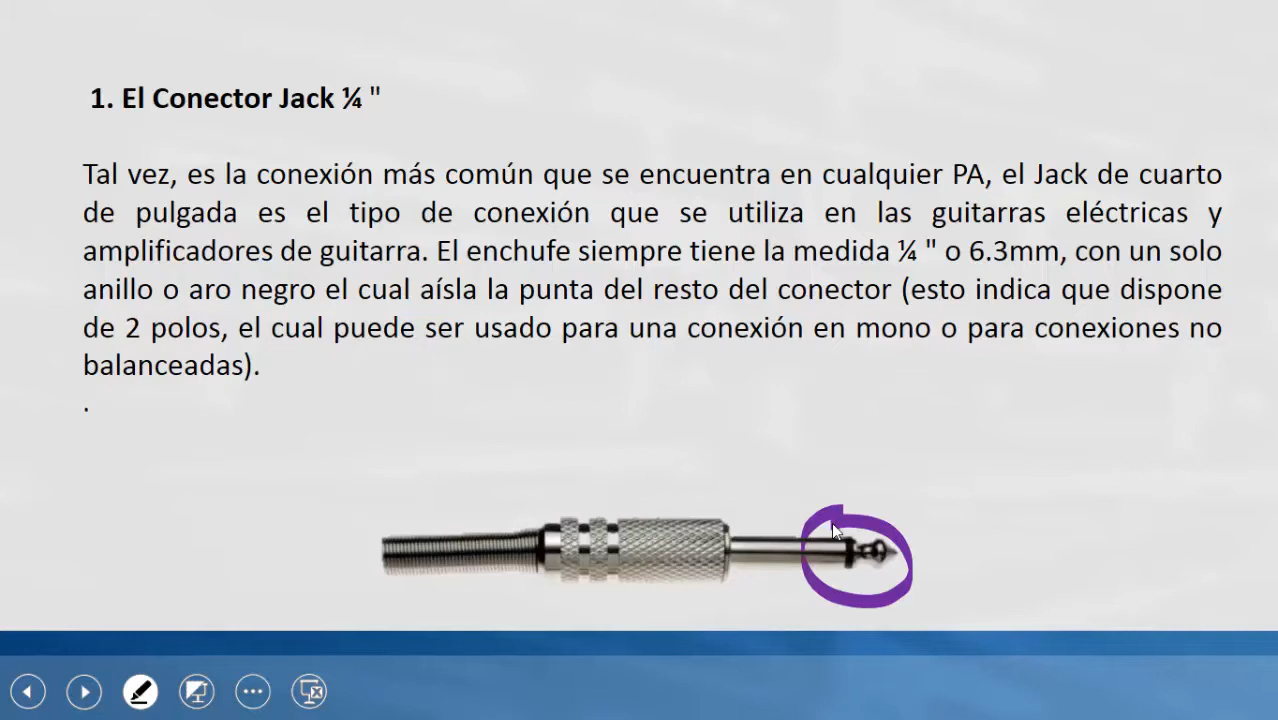 1. El Conector Jack ¼ "
Tal vez, es la conexión más común que se encuentra en cualquier PA, el Jack de cuarto
de pulgada es el tipo de conexión que se utiliza en las guitarras eléctricas y
amplificadores de guitarra. El enchufe siempre tiene la medida ¼ " o 6.3mm, con un solo
anillo o aro negro el cual aísla la punta del resto del conector (esto indica que dispone
de 2 polos, el cual puede ser usado para una conexión en mono o para conexiones no
balanceadas).
.